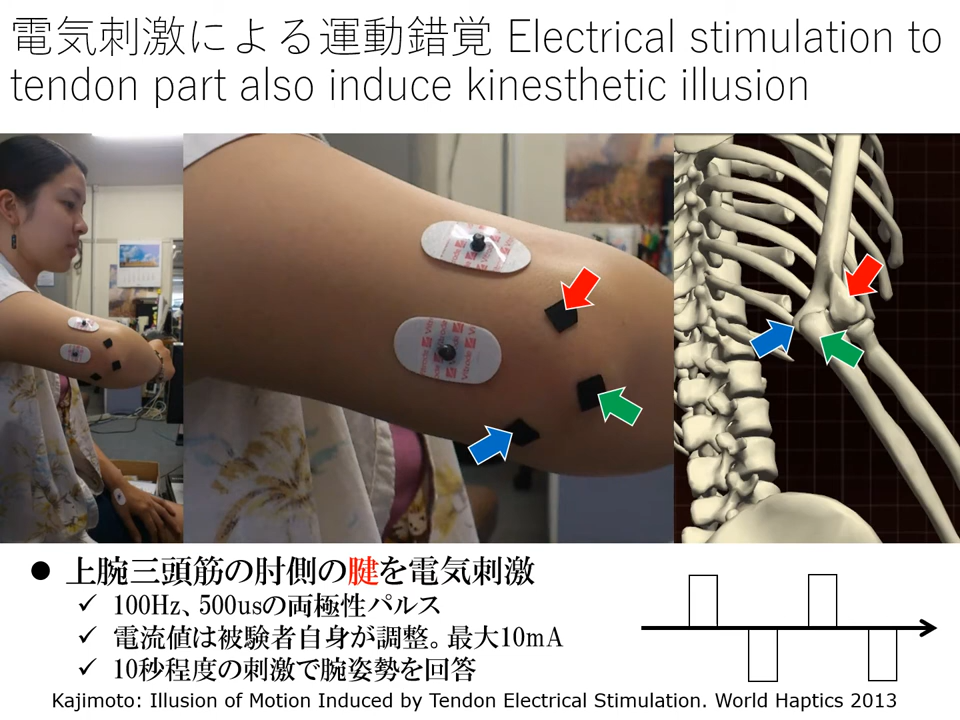 電気刺激による運動錯覚 Electrical stimulation to
tendon part also induce kinesthetic illusion
Vitrode
Vitrode
● 上腕三頭筋の肘側の腱を電気刺激
✓ 100Hz、500usの両極性パルス
✓ 電流値は被験者自身が調整。最大10mA
✓ 10秒程度の刺激で腕姿勢を回答
Kajimoto: Illusion of Motion Induced by Tendon Electrical Stimulation. World Haptics 2013